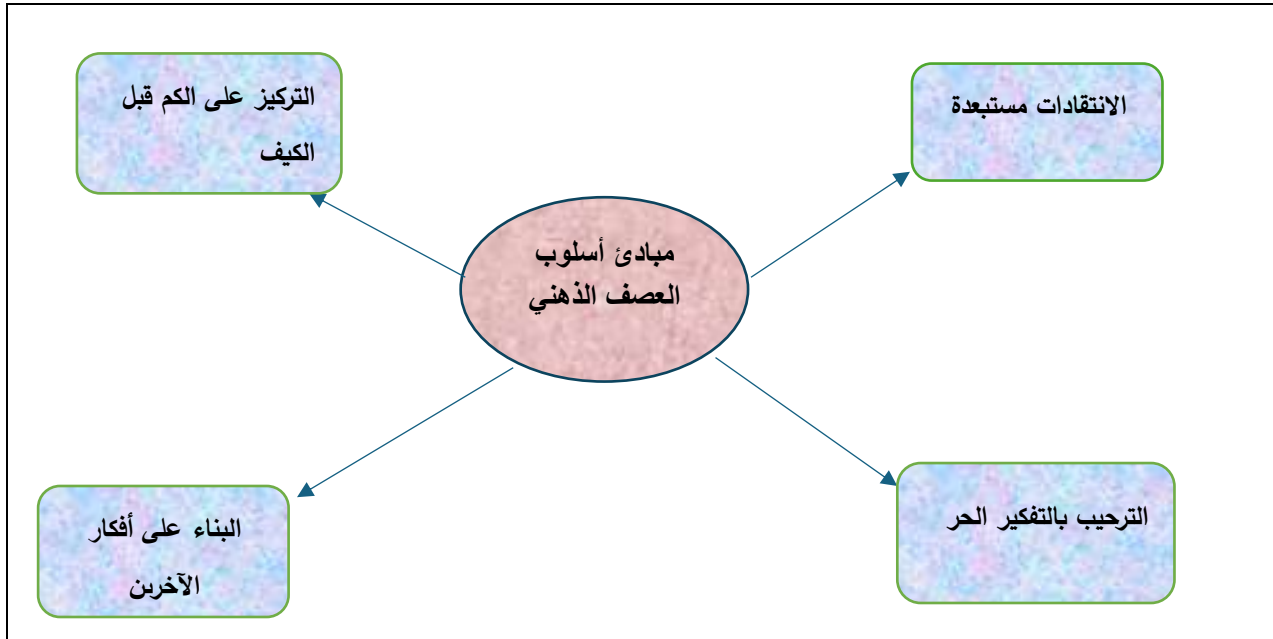 الانتقادات مستبعدة
التركيز على الكم قبل
الكيف
مبادئ أسلوب
العصف الذهني
الترحيب بالتفكير الحر
البناء على أفكار
الآخرين